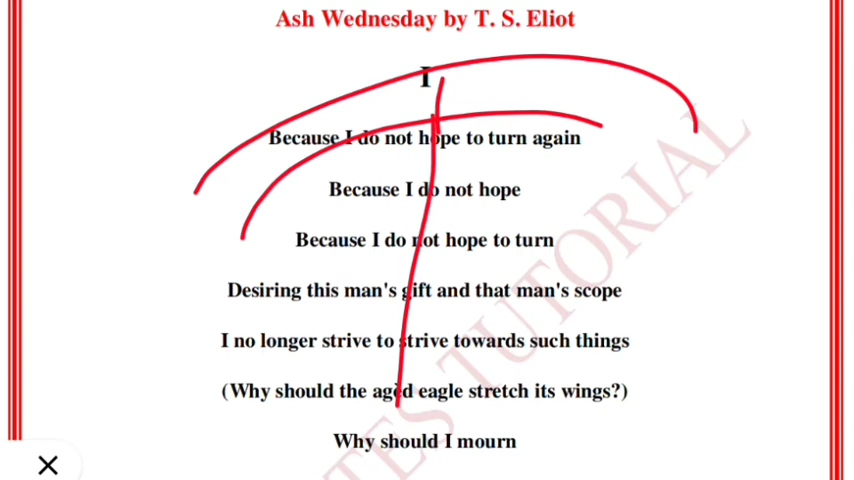 Ash Wednesday by T. S. Eliot
I
Because I do not hope to turn again
Because I do not hope
Because I do not hope to turn
Desiring this man's gift and that man's scope
I no longer strive to strive towards such things
(Why should the aged eagle stretch its wings?)
Why should I mourn
TES TUTORIAL